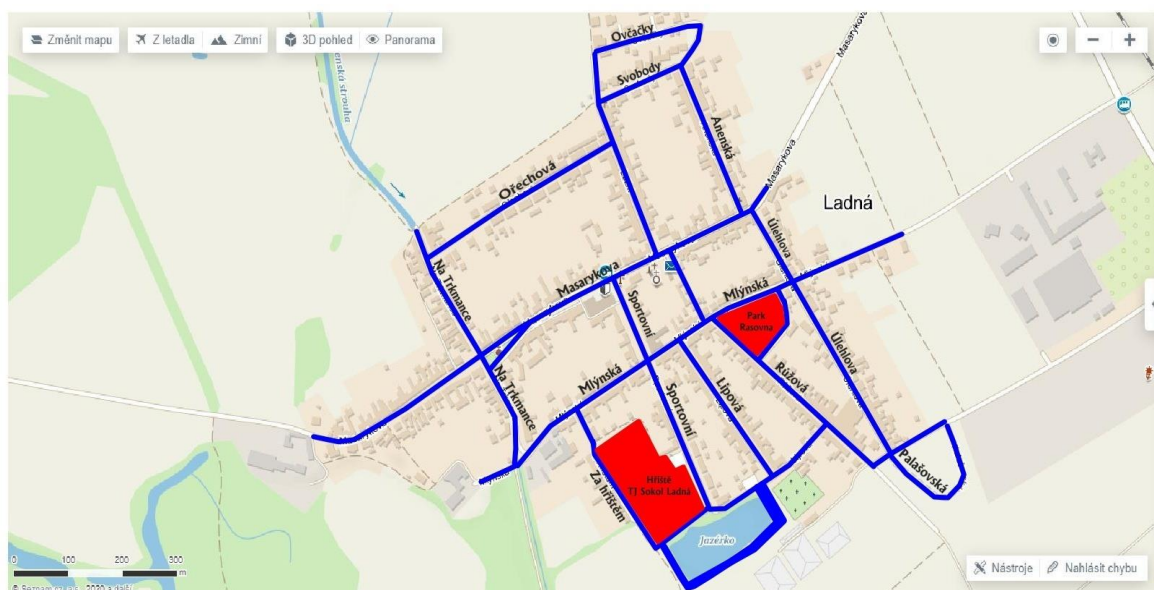 Změnit mapu
Z letadla
Zimní
3D pohled
Panorama
Ovčačky
Svobody
Masarykova
Anenská
Ořechová
Masarykova
Ladná
Úlehlova
Na Trkmance
Masarykova
Sportovní
Mlýnská
Park
Rasovna
Úlehlova
Mlýnská
Růžová
Na Trkmance
Lipová
Sportovní
Palašovská
Za hřištěm
Hřiště
TJ Sokol Ladná
Jazérko
0 100 200 300
m
Nástroje
Nahlásit chybu